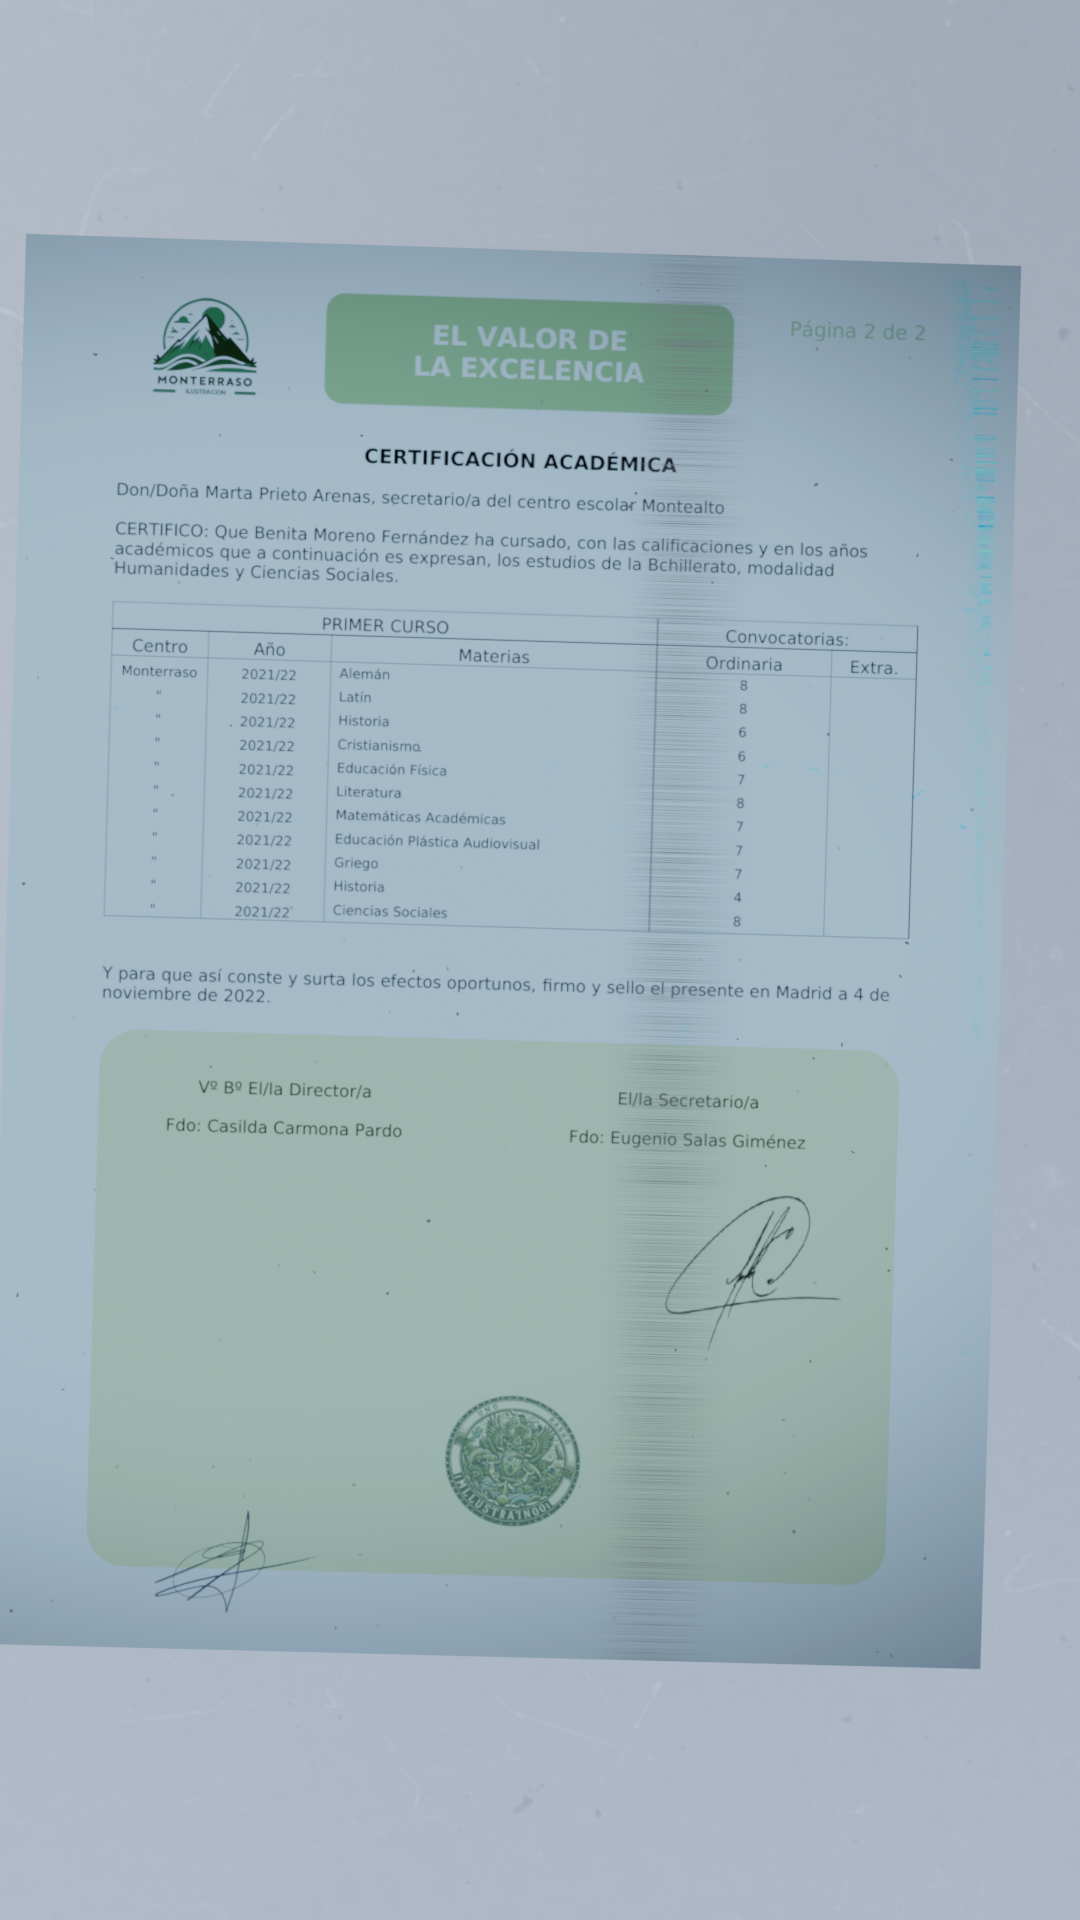 MONTERRASO
ILUSTRACION
EL VALOR DE
LA EXCELENCIA
Página 2 de 2
CERTIFICACIÓN ACADÉMICA
Don/Doña Marta Prieto Arenas, secretario/a del centro escolar Montealto
CERTIFICO: Que Benita Moreno Fernández ha cursado, con las calificaciones y en los años
académicos que a continuación es expresan, los estudios de la Bchillerato, modalidad
Humanidades y Ciencias Sociales.
PRIMER CURSO Convocatorias:
Centro Año Materias Ordinaria Extra.
Monterraso 2021/22 Alemán 8
" 2021/22 Latín 8
" 2021/22 Historia 6
" 2021/22 Cristianismo 6
" 2021/22 Educación Física 7
" 2021/22 Literatura 8
" 2021/22 Matemáticas Académicas 7
" 2021/22 Educación Plástica Audiovisual 7
" 2021/22 Griego 7
" 2021/22 Historia 4
" 2021/22 Ciencias Sociales 8
Y para que así conste y surta los efectos oportunos, firmo y sello el presente en Madrid a 4 de
noviembre de 2022.
Vº Bº El/la Director/a
Fdo: Casilda Carmona Pardo
El/la Secretario/a
Fdo: Eugenio Salas Giménez